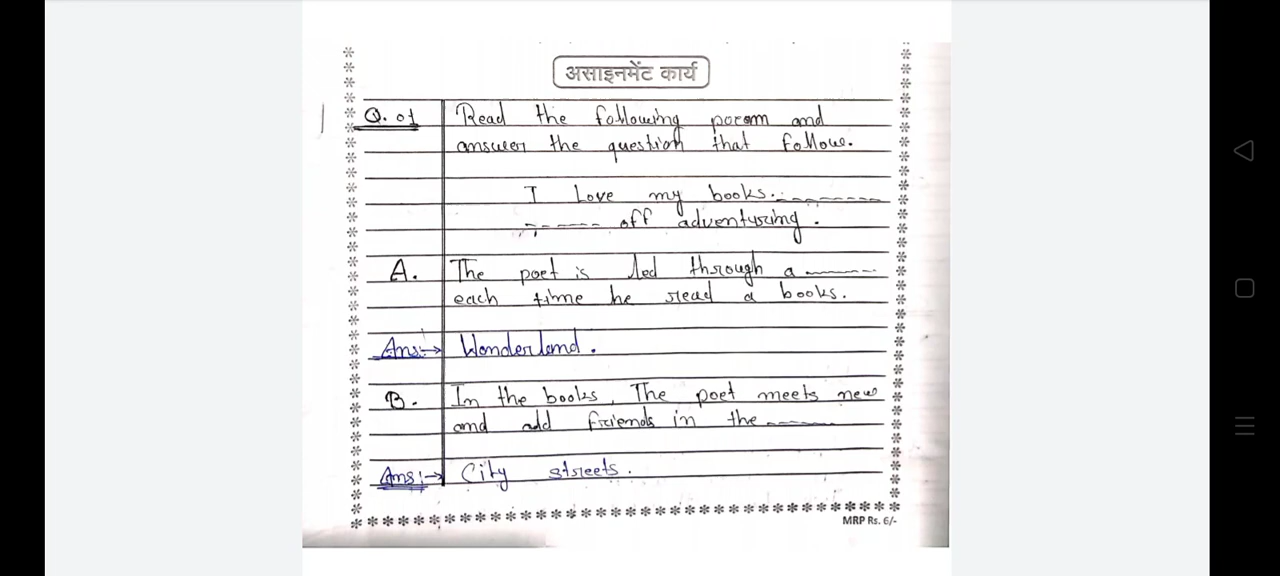 असाइनमेंट कार्य
Q. 01 Read the following poeam and
answer the question that follow.
I Love my books. ---------
------ off adventuring.
A. The poet is led through a ------
each time he read a books.
Ans:→ Wonderland.
B. In the books, The poet meets new
and add friends in the ------
Ans:→ City streets.
MRP Rs. 6/-